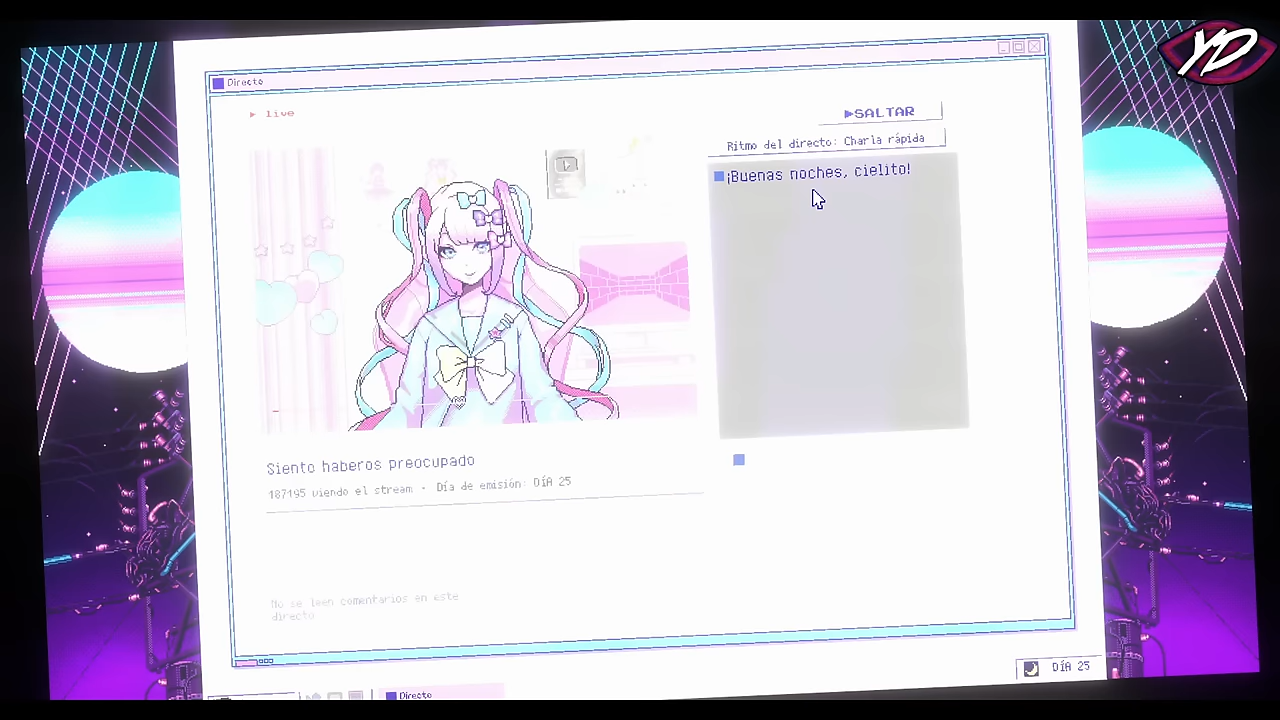 YD
Directo
live
▶SALTAR
Ritmo del directo: Charla rápida
¡Buenas noches, cielito!
Siento haberos preocupado
187195 viendo el stream · Día de emisión: DÍA 25
No se leen comentarios en este
directo
DÍA 25
Directo